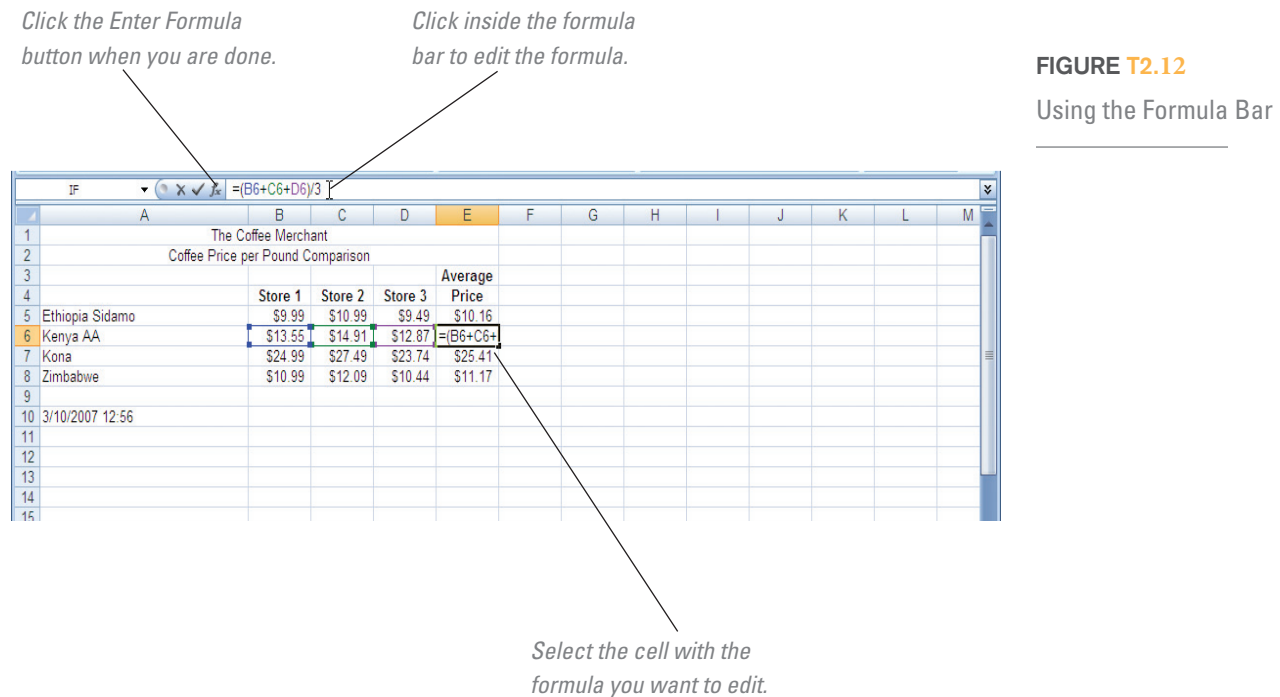 Click the Enter Formula
button when you are done.
Click inside the formula
bar to edit the formula.
FIGURE T2.12
Using the Formula Bar
IF fx =(B6+C6+D6)/3
A B C D E F G H I J K L M
1 The Coffee Merchant
2 Coffee Price per Pound Comparison
3 Average
4 Store 1 Store 2 Store 3 Price
5 Ethiopia Sidamo $9.99 $10.99 $9.49 $10.16
6 Kenya AA $13.55 $14.91 $12.87 =(B6+C6+
7 Kona $24.99 $27.49 $23.74 $25.41
8 Zimbabwe $10.99 $12.09 $10.44 $11.17
9
10 3/10/2007 12:56
11
12
13
14
15
Select the cell with the
formula you want to edit.